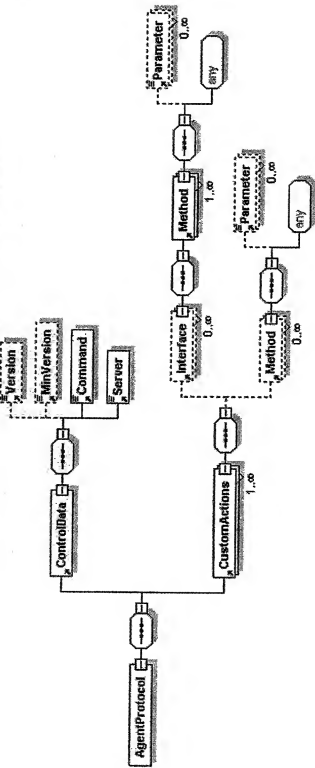 AgentProtocol
ControlData
Version
MinVersion
Command
Server
CustomActions
1..∞
Interface
0..∞
Method
1..∞
Parameter
0..∞
any
Method
0..∞
Parameter
0..∞
any